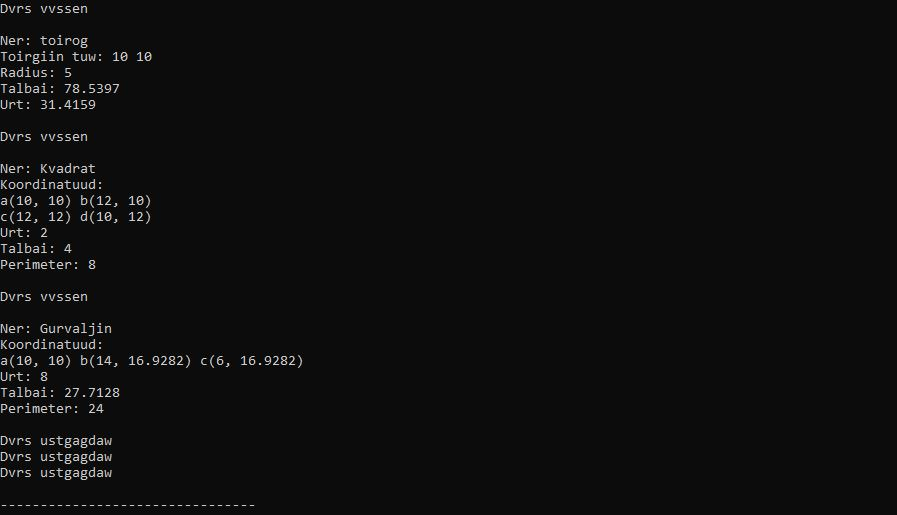 Dvrs vvssen
Ner: toirog
Toirgiin tuw: 10 10
Radius: 5
Talbai: 78.5397
Urt: 31.4159
Dvrs vvssen
Ner: Kvadrat
Koordinatuud:
a(10, 10) b(12, 10)
c(12, 12) d(10, 12)
Urt: 2
Talbai: 4
Perimeter: 8
Dvrs vvssen
Ner: Gurvaljin
Koordinatuud:
a(10, 10) b(14, 16.9282) c(6, 16.9282)
Urt: 8
Talbai: 27.7128
Perimeter: 24
Dvrs ustgagdaw
Dvrs ustgagdaw
Dvrs ustgagdaw
--------------------------------